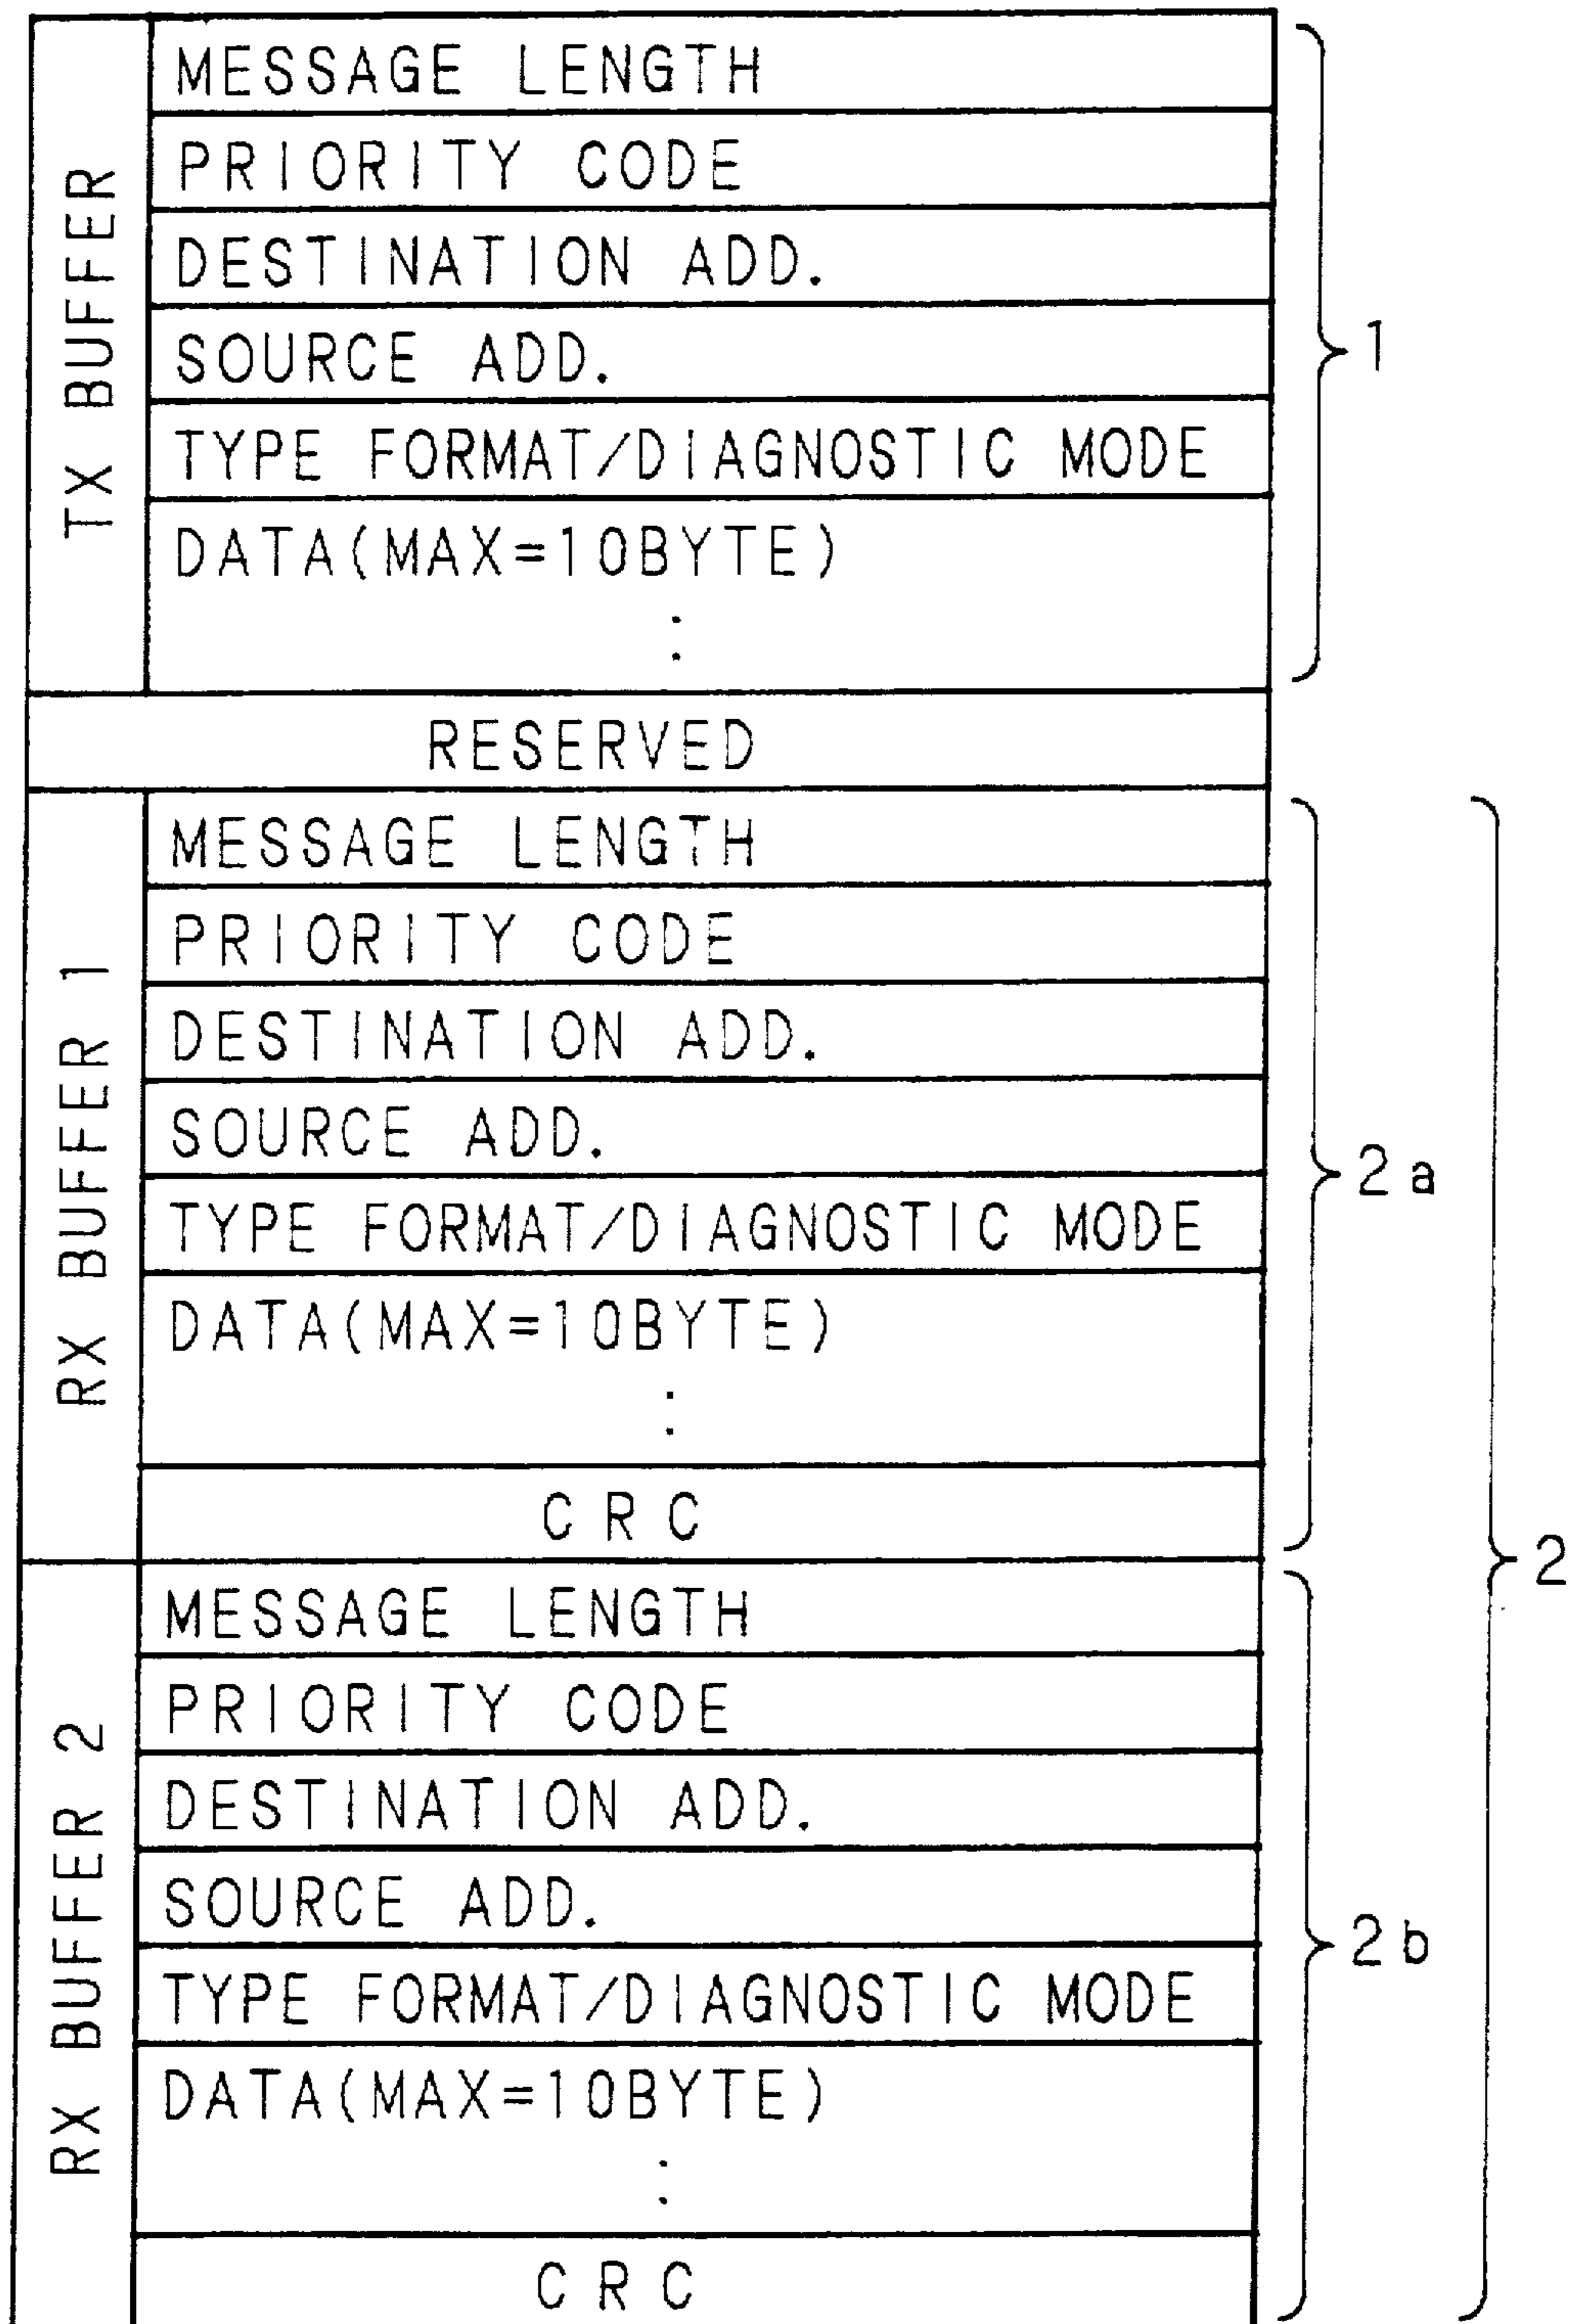 TX BUFFER
MESSAGE LENGTH
PRIORITY CODE
DESTINATION ADD.
SOURCE ADD.
TYPE FORMAT/DIAGNOSTIC MODE
DATA(MAX=10BYTE)
:
1
RESERVED
RX BUFFER 1
MESSAGE LENGTH
PRIORITY CODE
DESTINATION ADD.
SOURCE ADD.
TYPE FORMAT/DIAGNOSTIC MODE
DATA(MAX=10BYTE)
:
CRC
2a
2
RX BUFFER 2
MESSAGE LENGTH
PRIORITY CODE
DESTINATION ADD.
SOURCE ADD.
TYPE FORMAT/DIAGNOSTIC MODE
DATA(MAX=10BYTE)
:
CRC
2b